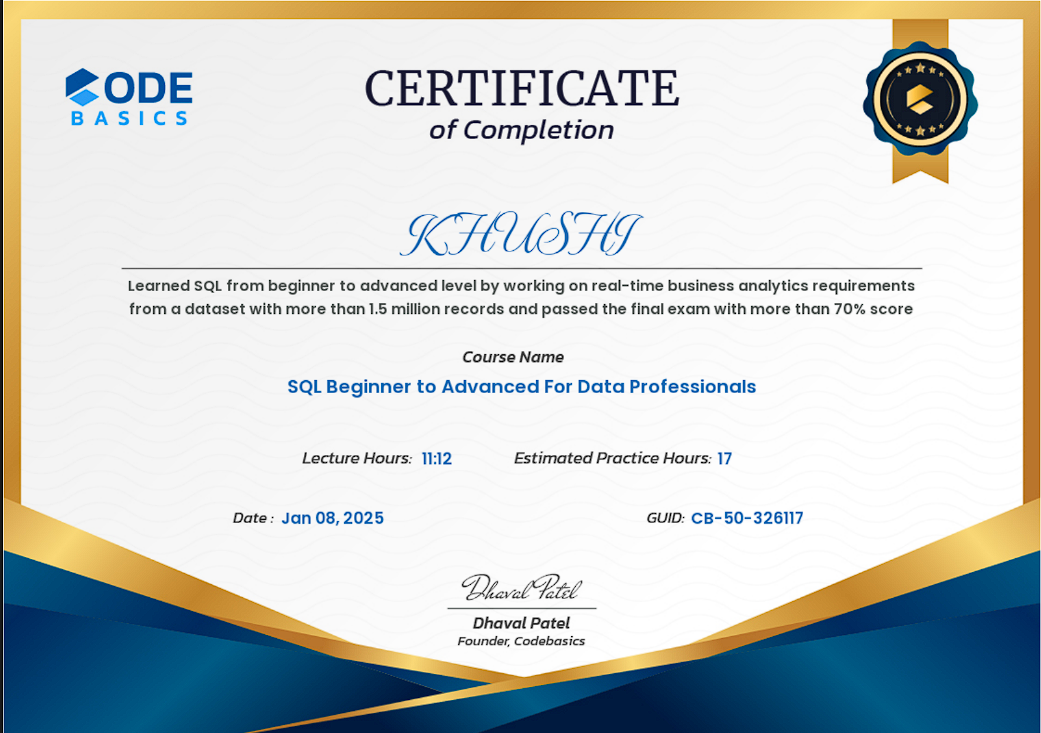 CODE
BASICS
CERTIFICATE
of Completion
KHUSHI
Learned SQL from beginner to advanced level by working on real-time business analytics requirements
from a dataset with more than 1.5 million records and passed the final exam with more than 70% score
Course Name
SQL Beginner to Advanced For Data Professionals
Lecture Hours: 11:12 Estimated Practice Hours: 17
Date : Jan 08, 2025 GUID: CB-50-326117
Dhaval Patel
Dhaval Patel
Founder, Codebasics